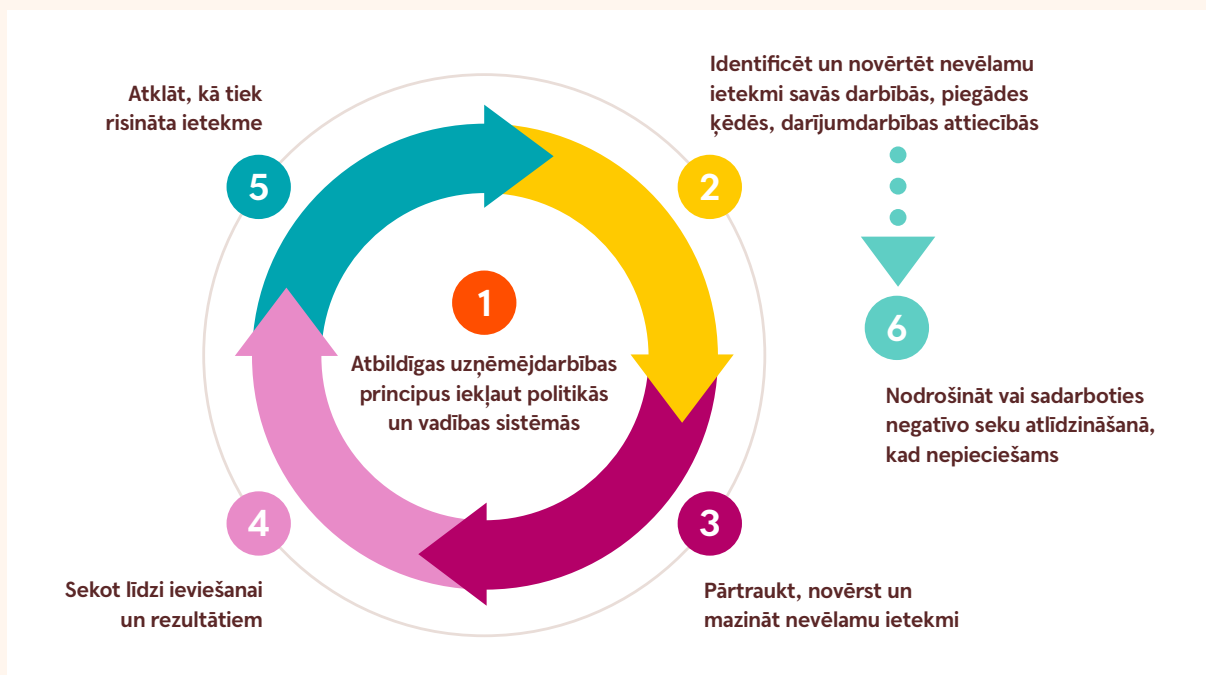 1
Atbildīgas uzņēmējdarbības
principus iekļaut politikās
un vadības sistēmās
2
Identificēt un novērtēt nevēlamu
ietekmi savās darbībās, piegādes
ķēdēs, darījumdarbības attiecībās
3
Pārtraukt, novērst un
mazināt nevēlamu ietekmi
4
Sekot līdzi ieviešanai
un rezultātiem
5
Atklāt, kā tiek
risināta ietekme
6
Nodrošināt vai sadarboties
negatīvo seku atlīdzināšanā,
kad nepieciešams